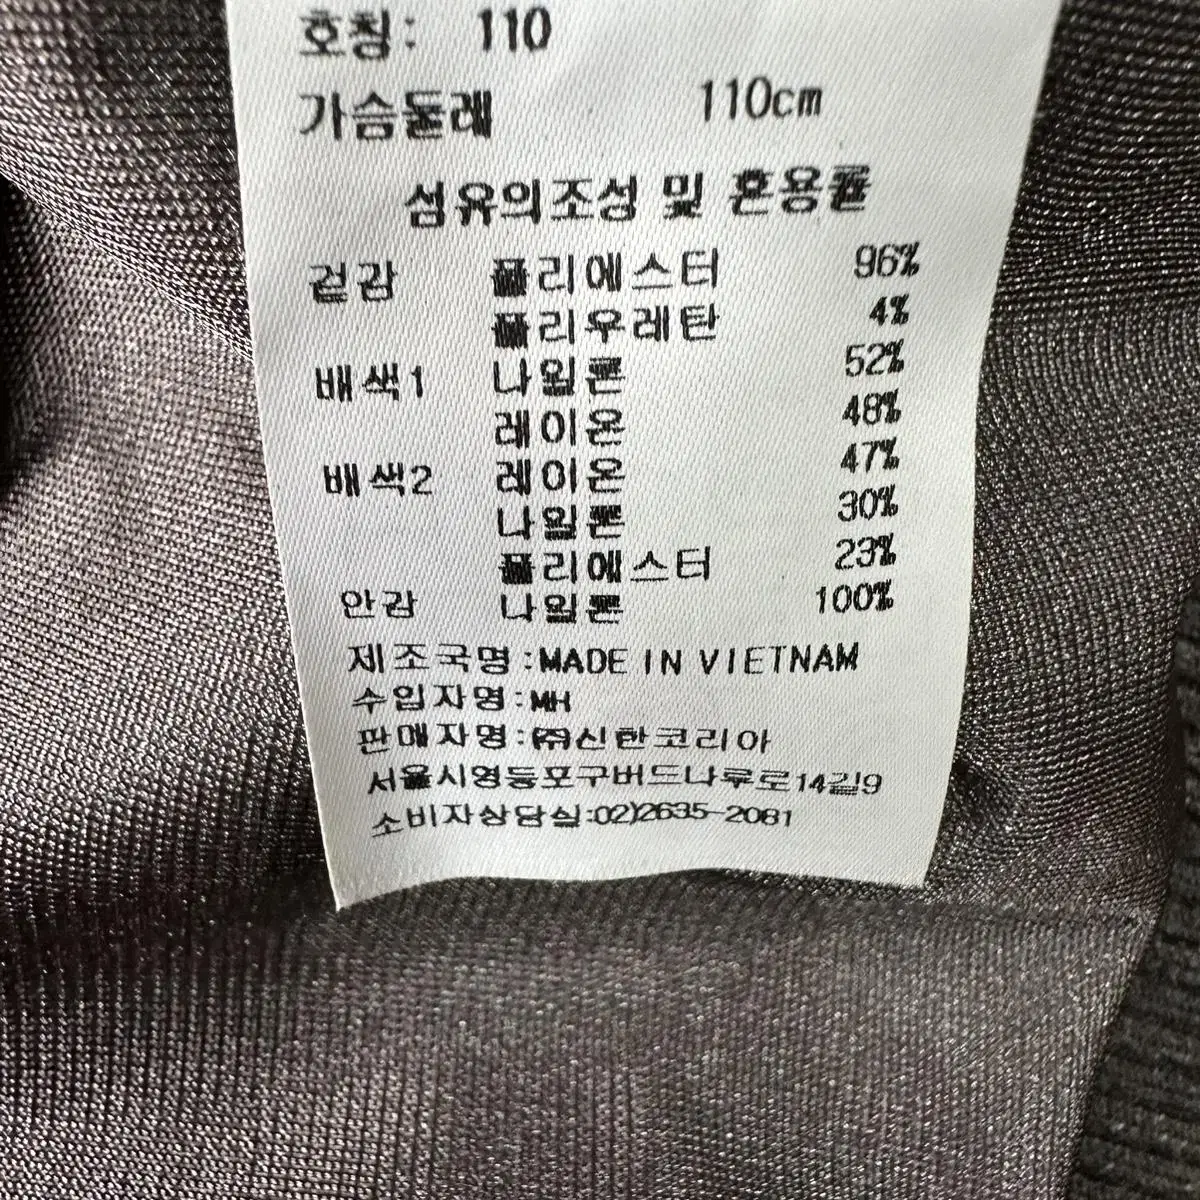 호칭: 110
가슴둘레 110cm
섬유의조성 및 혼용률
겉감 폴리에스터 96%
폴리우레탄 4%
배색1 나일론 52%
레이온 48%
배색2 레이온 47%
나일론 30%
폴리에스터 23%
안감 나일론 100%
제조국명:MADE IN VIETNAM
수입자명:MH
판매자명:㈜신한코리아
서울시영등포구버드나루로14길9
소비자상담실:02)2635-2081